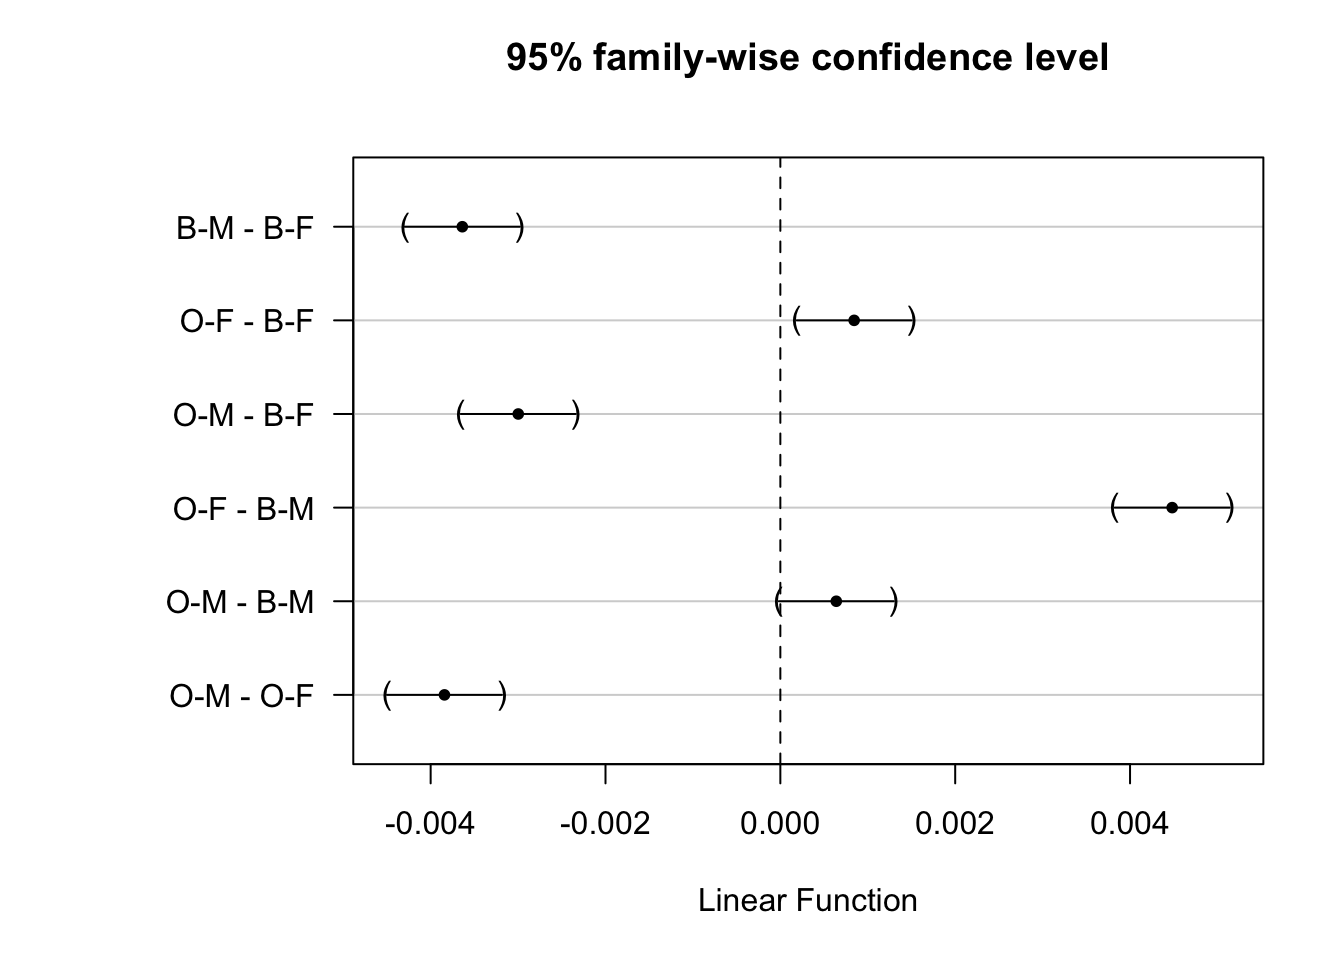 95% family-wise confidence level
B-M - B-F
O-F - B-F
O-M - B-F
O-F - B-M
O-M - B-M
O-M - O-F
-0.004 -0.002 0.000 0.002 0.004
Linear Function